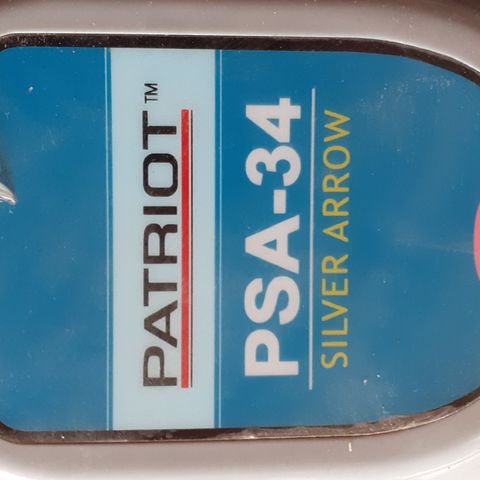 PATRIOT™
PSA-34
SILVER ARROW